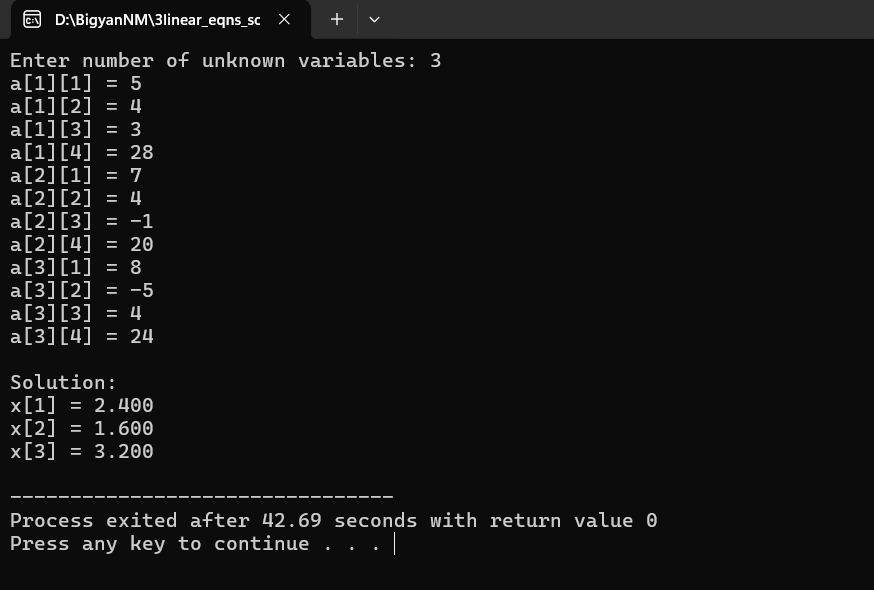 D:\BigyanNM\3linear_eqns_sc
Enter number of unknown variables: 3
a[1][1] = 5
a[1][2] = 4
a[1][3] = 3
a[1][4] = 28
a[2][1] = 7
a[2][2] = 4
a[2][3] = -1
a[2][4] = 20
a[3][1] = 8
a[3][2] = -5
a[3][3] = 4
a[3][4] = 24
Solution:
x[1] = 2.400
x[2] = 1.600
x[3] = 3.200
--------------------------------
Process exited after 42.69 seconds with return value 0
Press any key to continue . . .